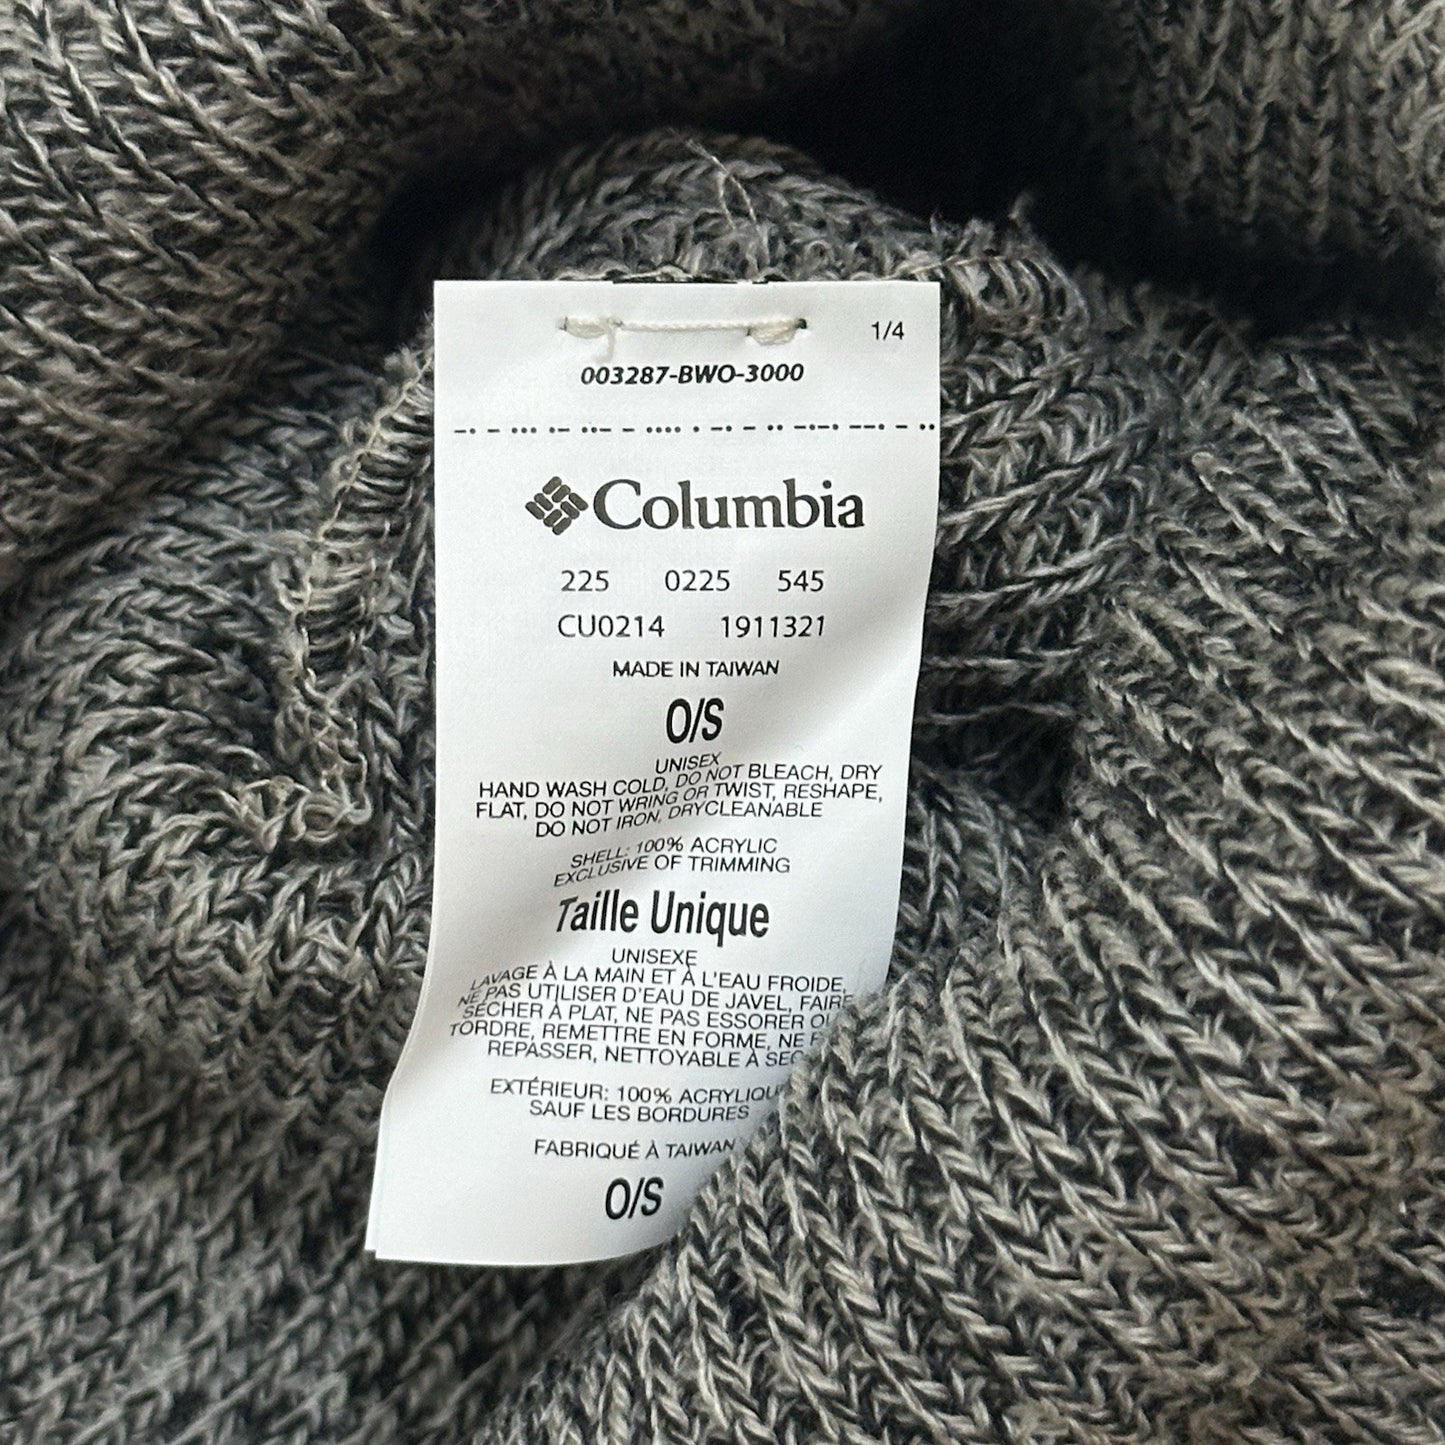 1/4
003287-BWO-3000
Columbia
225 0225 545
CU0214 1911321
MADE IN TAIWAN
O/S
UNISEX
HAND WASH COLD, DO NOT BLEACH, DRY
FLAT, DO NOT WRING OR TWIST, RESHAPE,
DO NOT IRON, DRYCLEANABLE
SHELL: 100% ACRYLIC
EXCLUSIVE OF TRIMMING
Taille Unique
UNISEXE
LAVAGE À LA MAIN ET À L'EAU FROIDE,
NE PAS UTILISER D'EAU DE JAVEL, FAIRE
SÉCHER À PLAT, NE PAS ESSORER
TORDRE, REMETTRE EN FORME, NE
REPASSER, NETTOYABLE À
EXTÉRIEUR: 100% ACRYLIQUE
SAUF LES BORDURES
FABRIQUÉ À TAIWAN
O/S